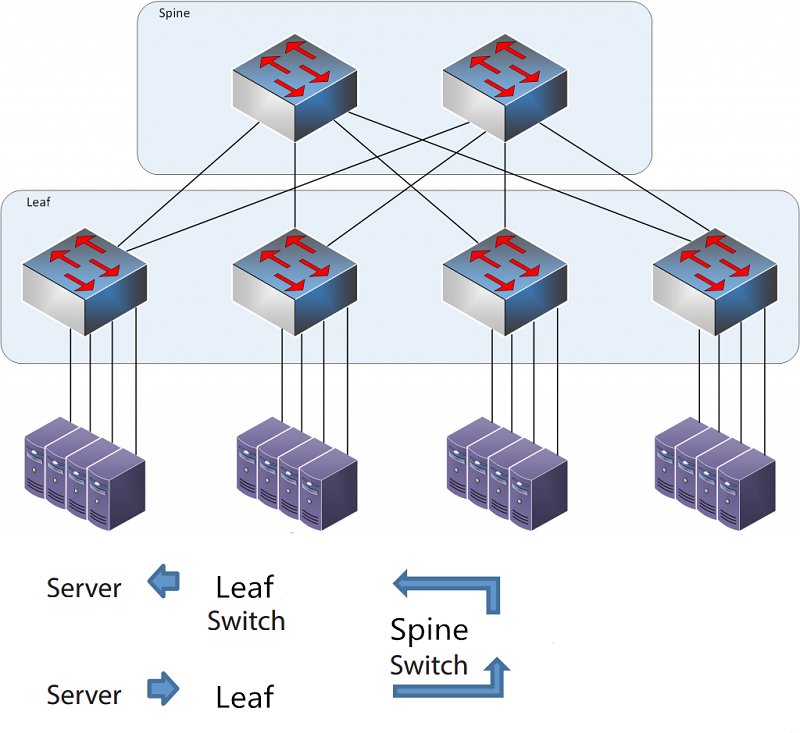 Spine
Leaf
Server
Leaf
Switch
Spine
Switch
Server
Leaf